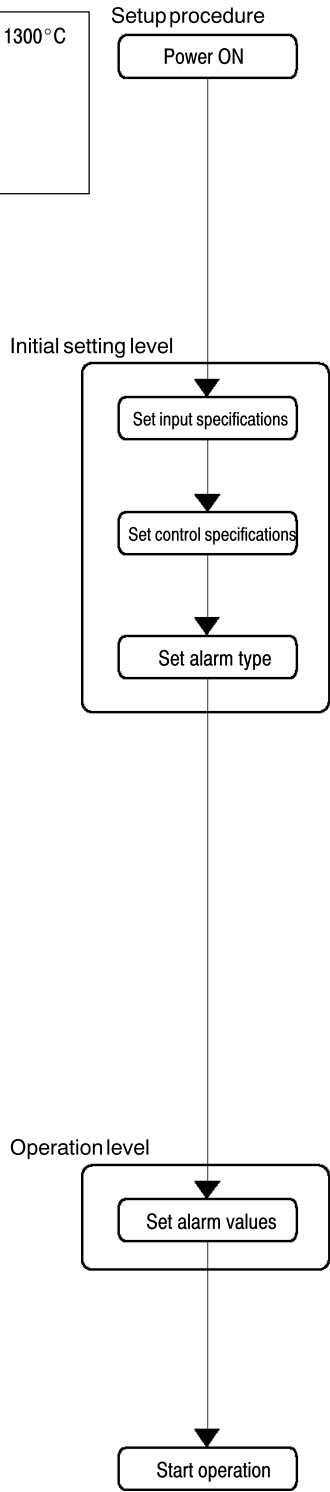 Setup procedure
1300°C
Power ON
Initial setting level
Set input specifications
Set control specifications
Set alarm type
Operation level
Set alarm values
Start operation